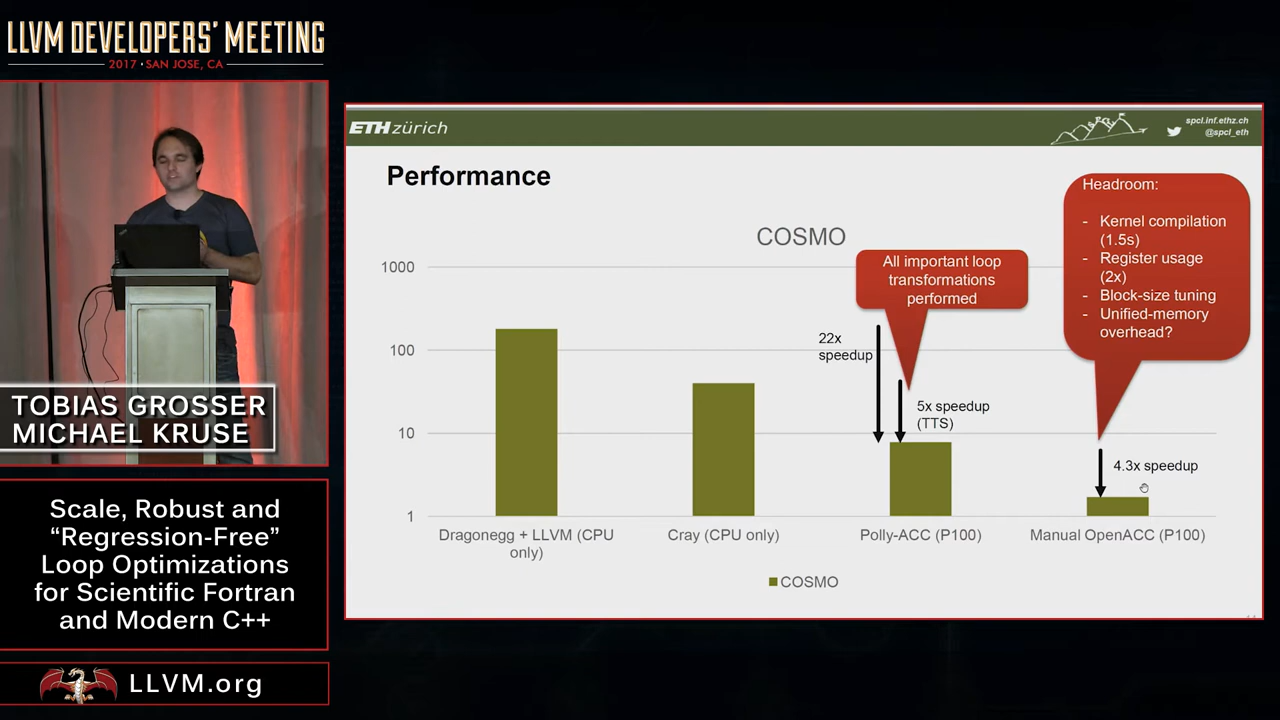 LLVM DEVELOPERS' MEETING
2017 · SAN JOSE, CA
TOBIAS GROSSER
MICHAEL KRUSE
Scale, Robust and
“Regression-Free”
Loop Optimizations
for Scientific Fortran
and Modern C++
LLVM.org
ETHzürich
spcl.inf.ethz.ch
@spcl_eth
Performance
COSMO
1000
100
10
1
22x
speedup
All important loop
transformations
performed
5x speedup
(TTS)
Headroom:
- Kernel compilation
(1.5s)
- Register usage
(2x)
- Block-size tuning
- Unified-memory
overhead?
4.3x speedup
Dragonegg + LLVM (CPU
only)
Cray (CPU only)
Polly-ACC (P100)
Manual OpenACC (P100)
COSMO